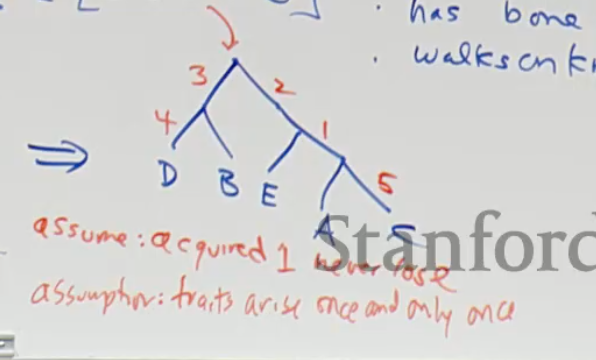 has bone
walks on kn
3
2
4
1
5
D
B
E
A
C
assume: acquired 1 never lose
assumption: traits arise once and only once
Stanford